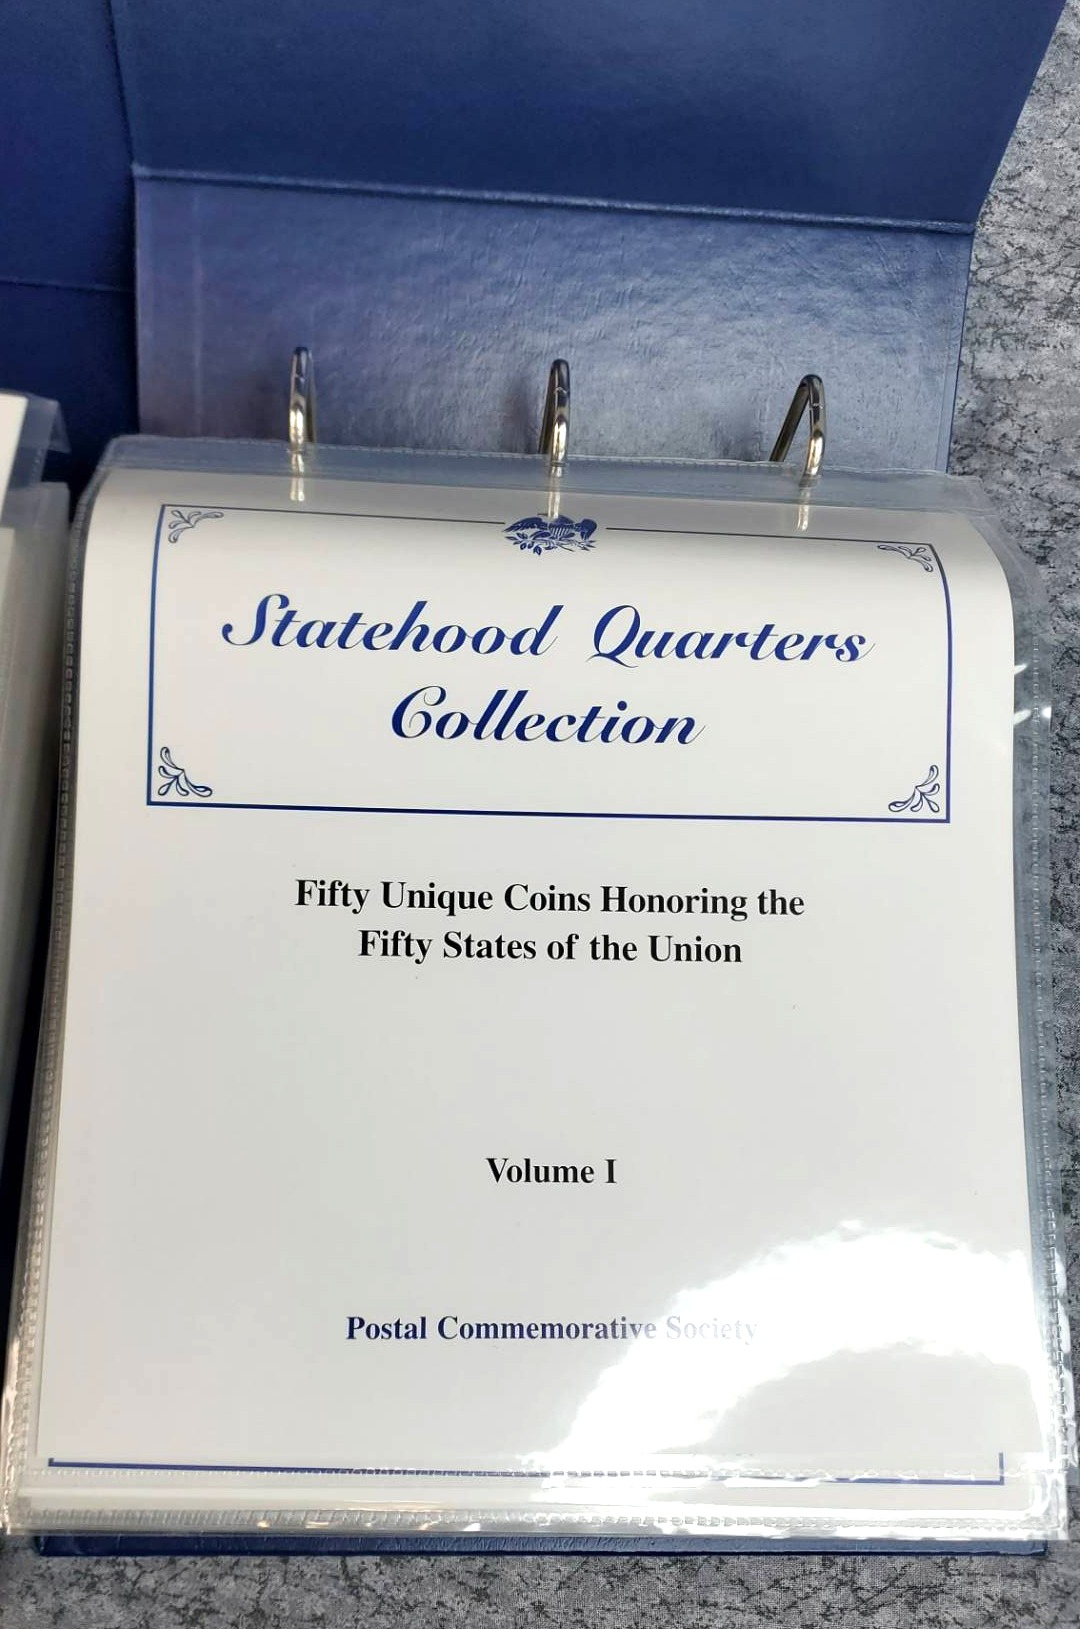 Statehood Quarters
Collection
Fifty Unique Coins Honoring the
Fifty States of the Union
Volume I
Postal Commemorative Society